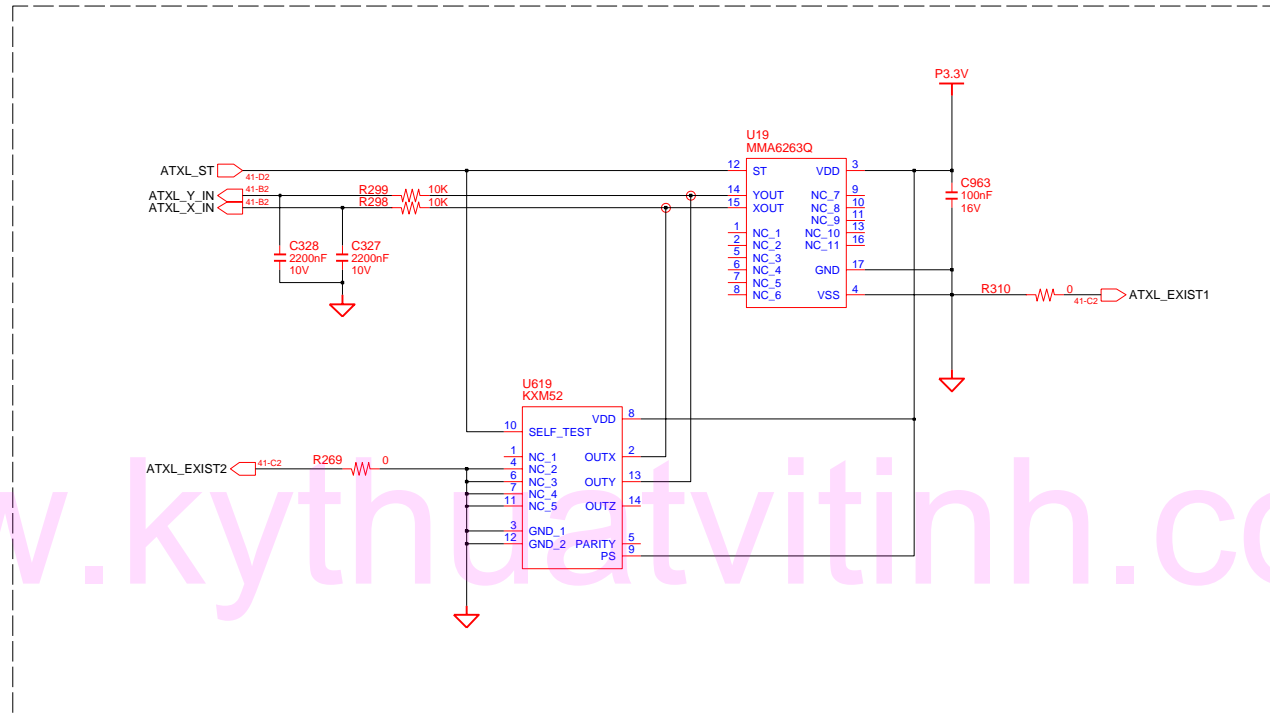 P3.3V
U19
MMA6263Q
ATXL_ST 41-D2 12 ST VDD 3
ATXL_Y_IN 41-B2 R299 10K 14 YOUT NC_7 9
ATXL_X_IN 41-B2 R298 10K 15 XOUT NC_8 10
NC_9 11
1 NC_1 NC_10 13
2 NC_2 NC_11 16
5 NC_3
6 NC_4 GND 17
7 NC_5
8 NC_6 VSS 4
C963
100nF
16V
C328
2200nF
10V
C327
2200nF
10V
R310 0 41-C2 ATXL_EXIST1
U619
KXM52
VDD 8
10 SELF_TEST
1 NC_1 OUTX 2
ATXL_EXIST2 41-C2 R269 0 4 NC_2
6 NC_3 OUTY 13
7 NC_4
11 NC_5 OUTZ 14
3 GND_1
12 GND_2 PARITY 5
PS 9
w.kythuatvitinh.co